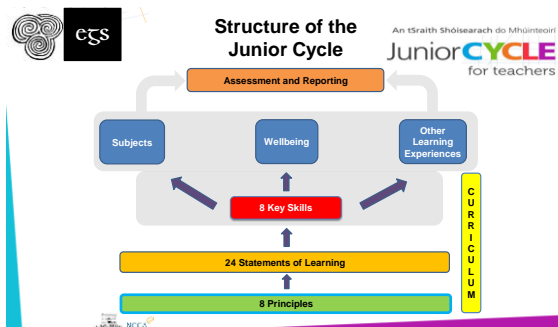 egs
Structure of the
Junior Cycle
An tSraith Shóisearach do Mhúinteoirí
JuniorCYCLE
for teachers
Assessment and Reporting
Subjects
Wellbeing
Other
Learning
Experiences
8 Key Skills
24 Statements of Learning
8 Principles
C
U
R
R
I
C
U
L
U
M
NCCA